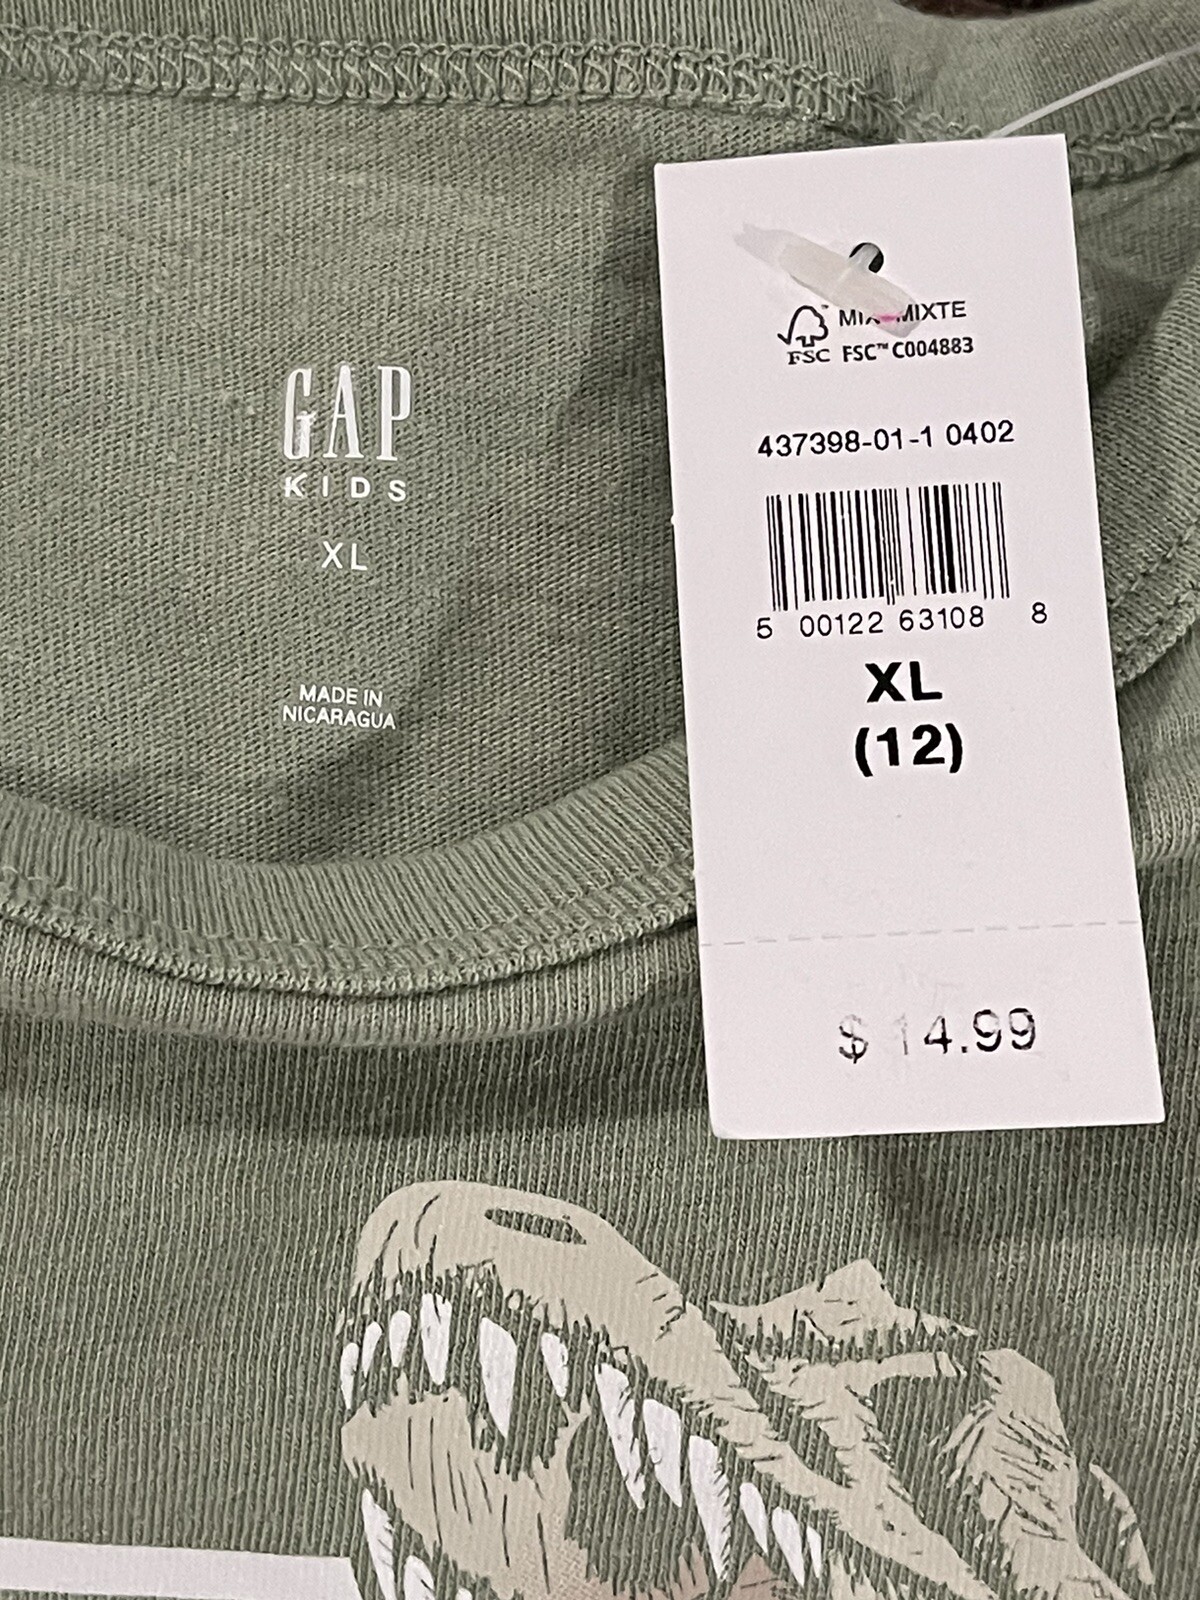 GAP
KIDS
XL
MADE IN
NICARAGUA
MIXTE
FSC FSC™ C004883
437398-01-1 0402
5 00122 63108 8
XL
(12)
$ 14.99